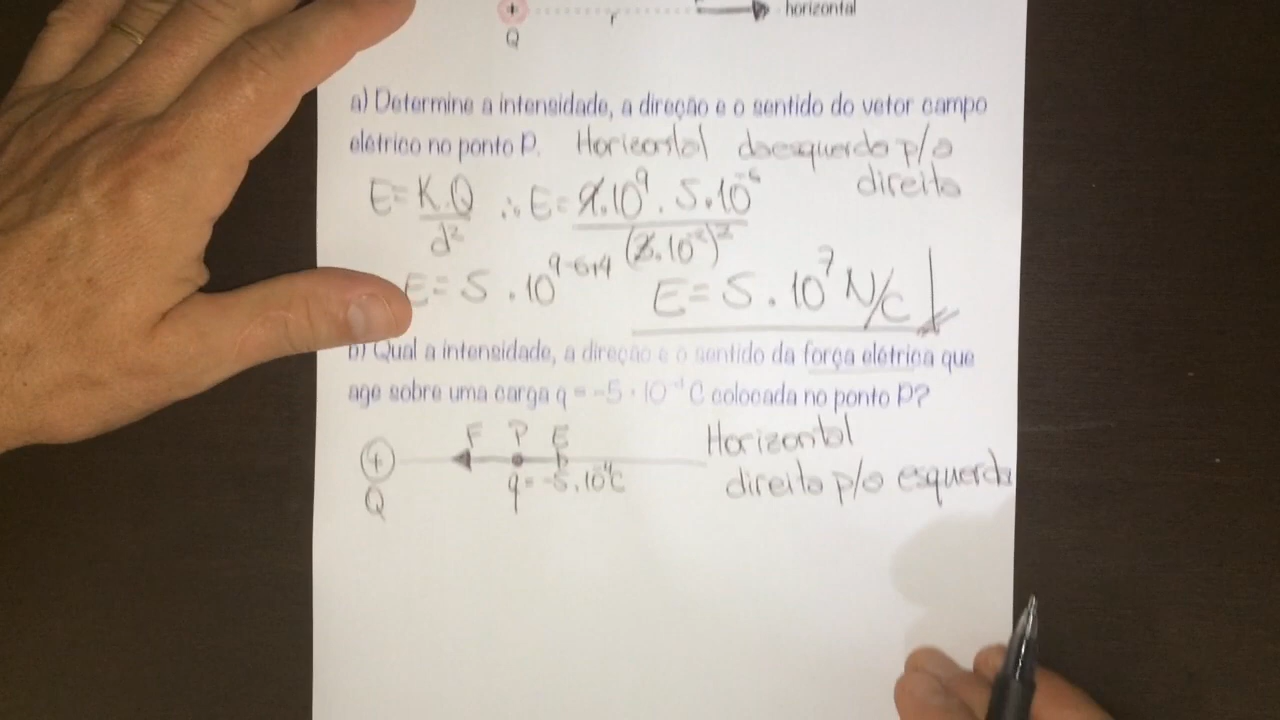 + r horizontal
Q
a) Determine a intensidade, a direção e o sentido do vetor campo
elétrico no ponto P. Horizontal da esquerda p/a
direita
E = K.Q / d² ∴ E = 9.10⁹ . 5.10⁻⁶ / (3.10⁻²)²
E = 5 . 10⁹⁻⁶⁺⁴ E = 5 . 10⁷ N/C
b) Qual a intensidade, a direção e o sentido da força elétrica que
age sobre uma carga q = -5 · 10⁻⁴ C colocada no ponto P?
F P E Horizontal
+ direita p/a esquerda
Q q = -5.10⁻⁴C